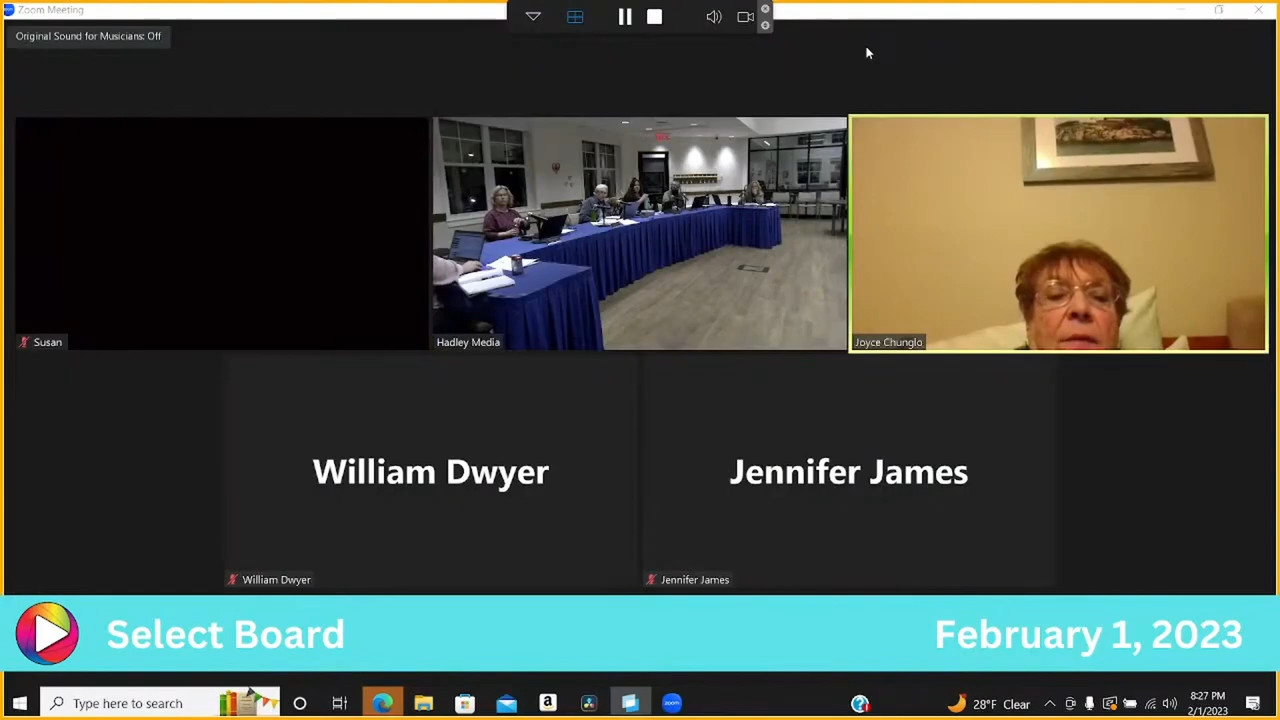 Zoom Meeting
Original Sound for Musicians: Off
Susan
Hadley Media
Joyce Chunglo
William Dwyer
Jennifer James
William Dwyer
Jennifer James
Select Board
February 1, 2023
Type here to search
a
zoom
28°F Clear
8:27 PM
2/1/2023